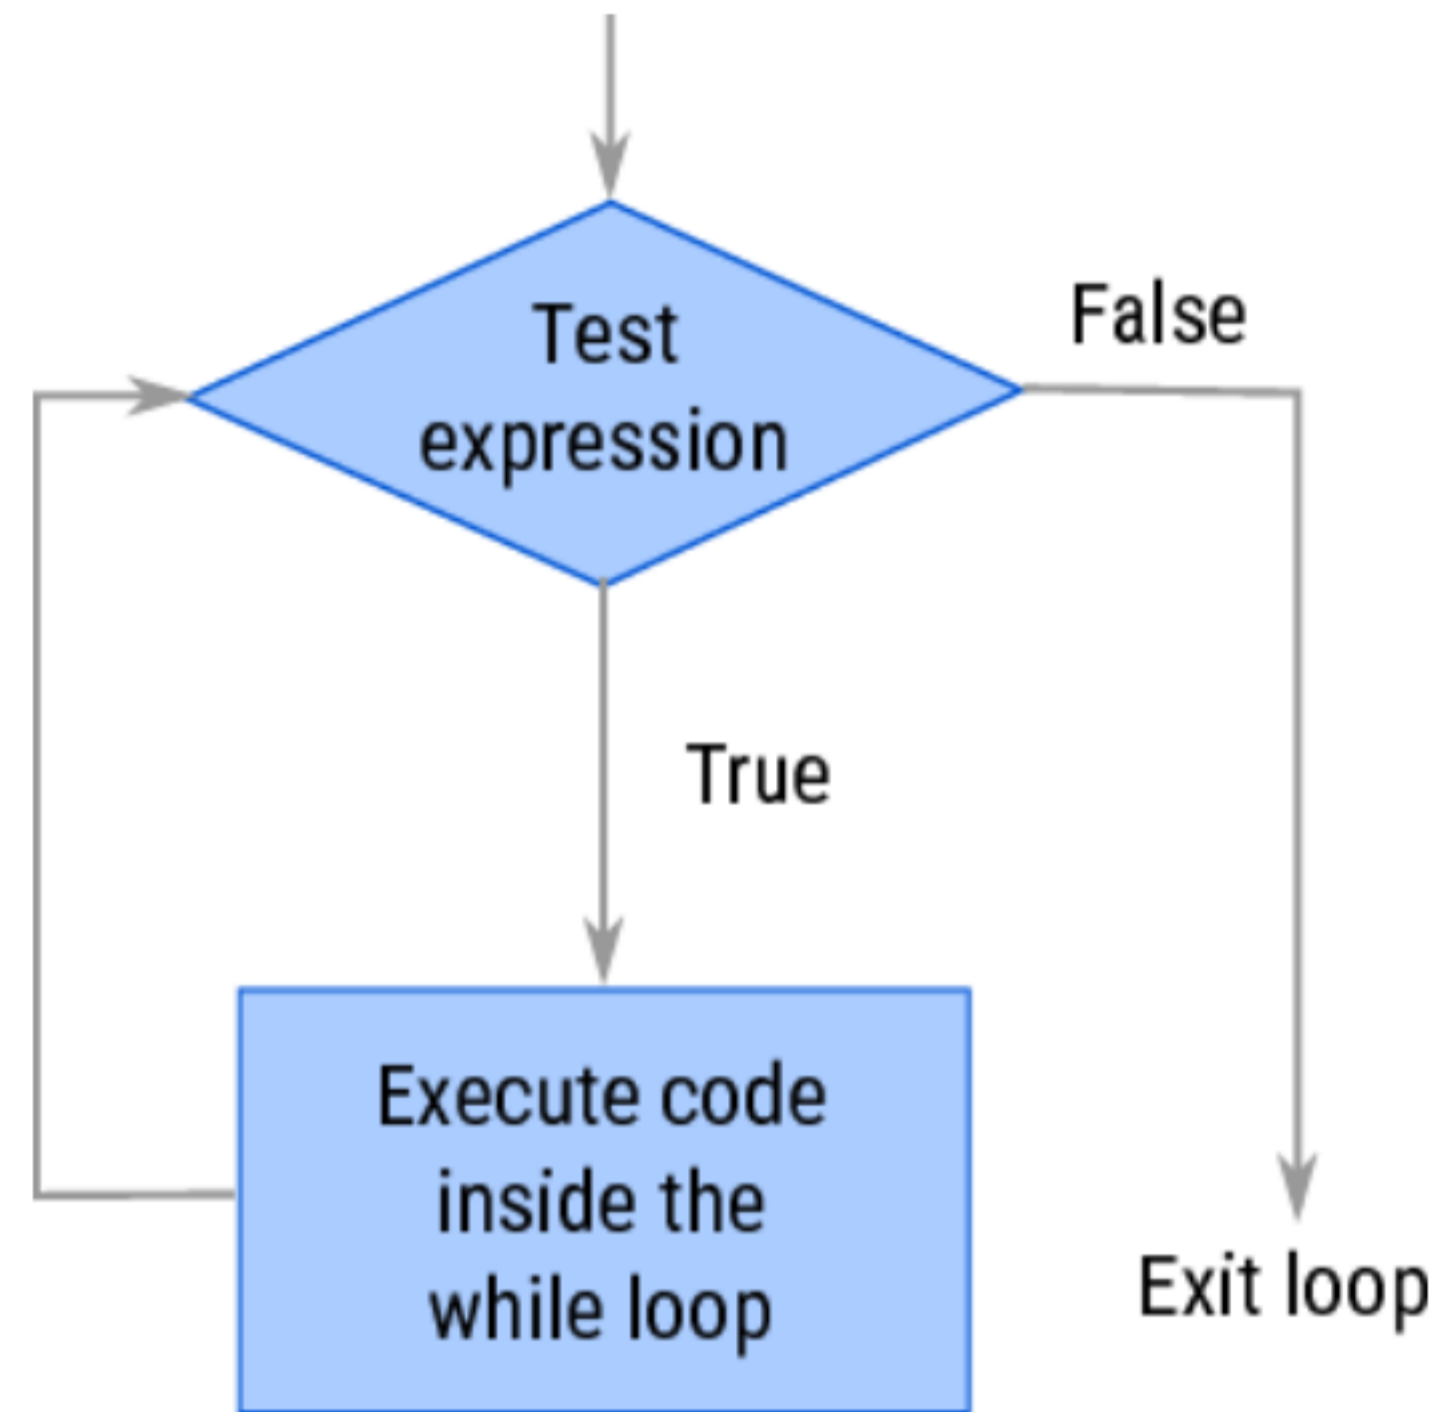 Test
expression
False
True
Execute code
inside the
while loop
Exit loop